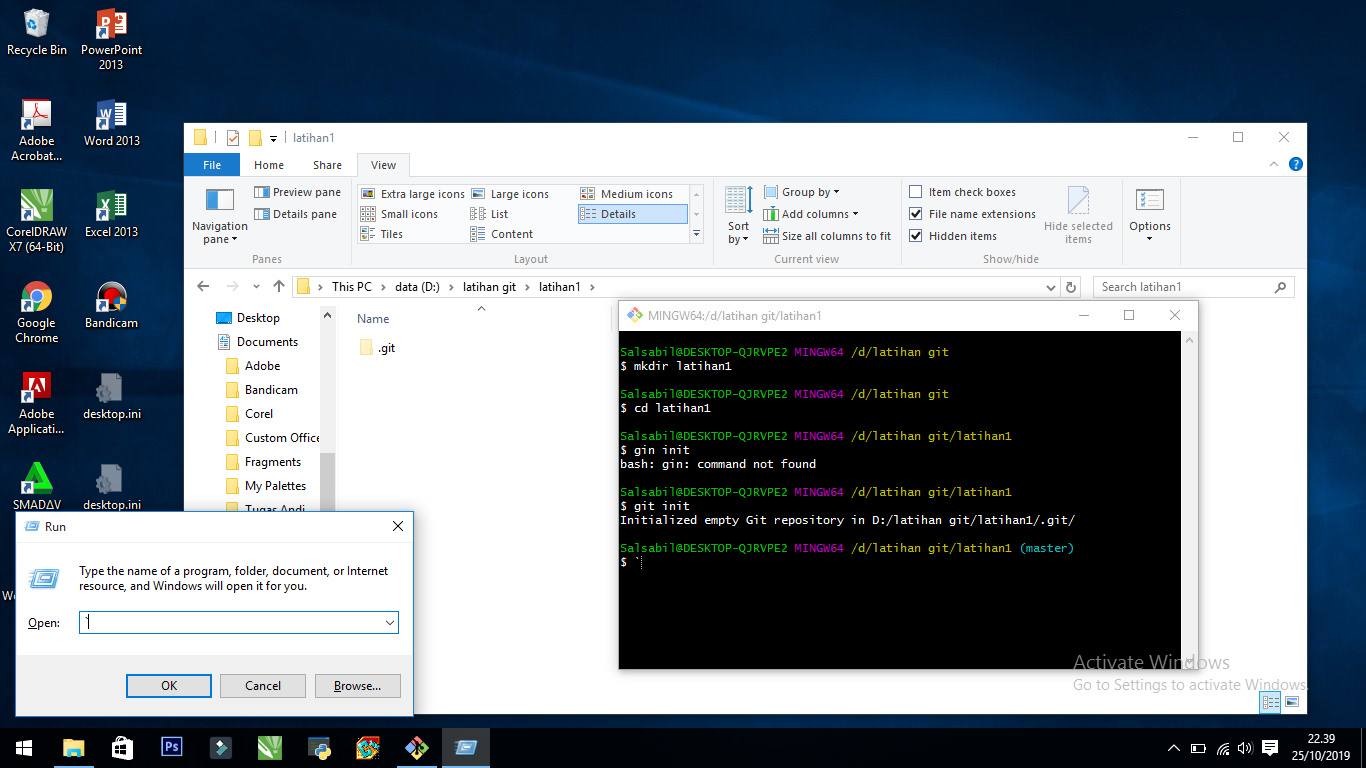 Recycle Bin
PowerPoint 2013
Adobe Acrobat...
Word 2013
CorelDRAW X7 (64-Bit)
Excel 2013
Google Chrome
Bandicam
Adobe Applicati...
desktop.ini
SMADΔV
desktop.ini
latihan1
File Home Share View
Navigation pane
Preview pane
Details pane
Panes
Extra large icons Large icons Medium icons
Small icons List Details
Tiles Content
Layout
Sort by
Group by
Add columns
Size all columns to fit
Current view
Item check boxes
File name extensions
Hidden items
Hide selected items
Show/hide
Options
This PC > data (D:) > latihan git > latihan1 >
Search latihan1
Desktop
Documents
Adobe
Bandicam
Corel
Custom Office
Fragments
My Palettes
Tugas Andi
Name
.git
MINGW64:/d/latihan git/latihan1
Salsabil@DESKTOP-QJRVPE2 MINGW64 /d/latihan git
$ mkdir latihan1
Salsabil@DESKTOP-QJRVPE2 MINGW64 /d/latihan git
$ cd latihan1
Salsabil@DESKTOP-QJRVPE2 MINGW64 /d/latihan git/latihan1
$ gin init
bash: gin: command not found
Salsabil@DESKTOP-QJRVPE2 MINGW64 /d/latihan git/latihan1
$ git init
Initialized empty Git repository in D:/latihan git/latihan1/.git/
Salsabil@DESKTOP-QJRVPE2 MINGW64 /d/latihan git/latihan1 (master)
$ `
Run
Type the name of a program, folder, document, or Internet
resource, and Windows will open it for you.
Open: `
OK Cancel Browse...
Activate Windows
Go to Settings to activate Windows.
Ps
22.39
25/10/2019